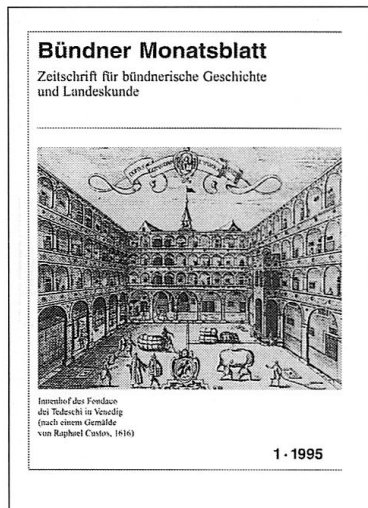 Bündner Monatsblatt
Zeitschrift für bündnerische Geschichte
und Landeskunde
Innenhof des Fondaco
dei Tedeschi in Venedig
(nach einem Gemälde
von Raphael Custos, 1616)
1 · 1995